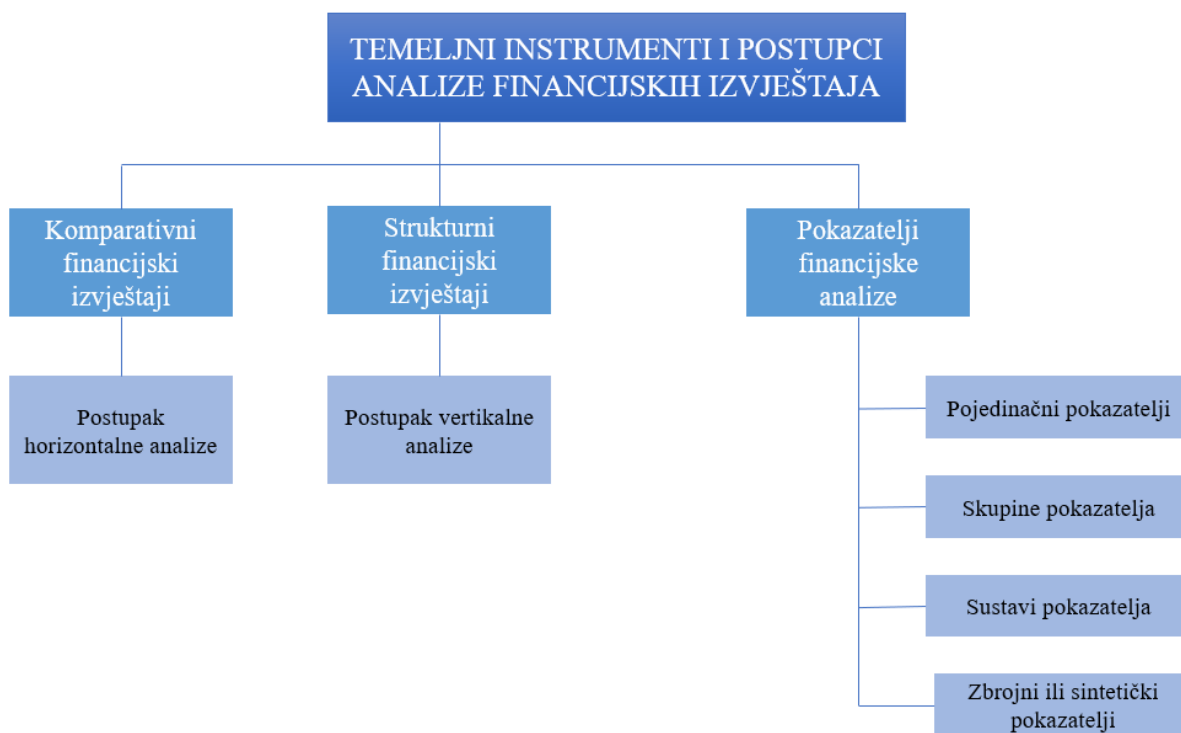 TEMELJNI INSTRUMENTI I POSTUPCI
ANALIZE FINANCIJSKIH IZVJEŠTAJA
Komparativni
financijski
izvještaji
Strukturni
financijski
izvještaji
Pokazatelji
financijske
analize
Postupak
horizontalne analize
Postupak vertikalne
analize
Pojedinačni pokazatelji
Skupine pokazatelja
Sustavi pokazatelja
Zbrojni ili sintetički
pokazatelji